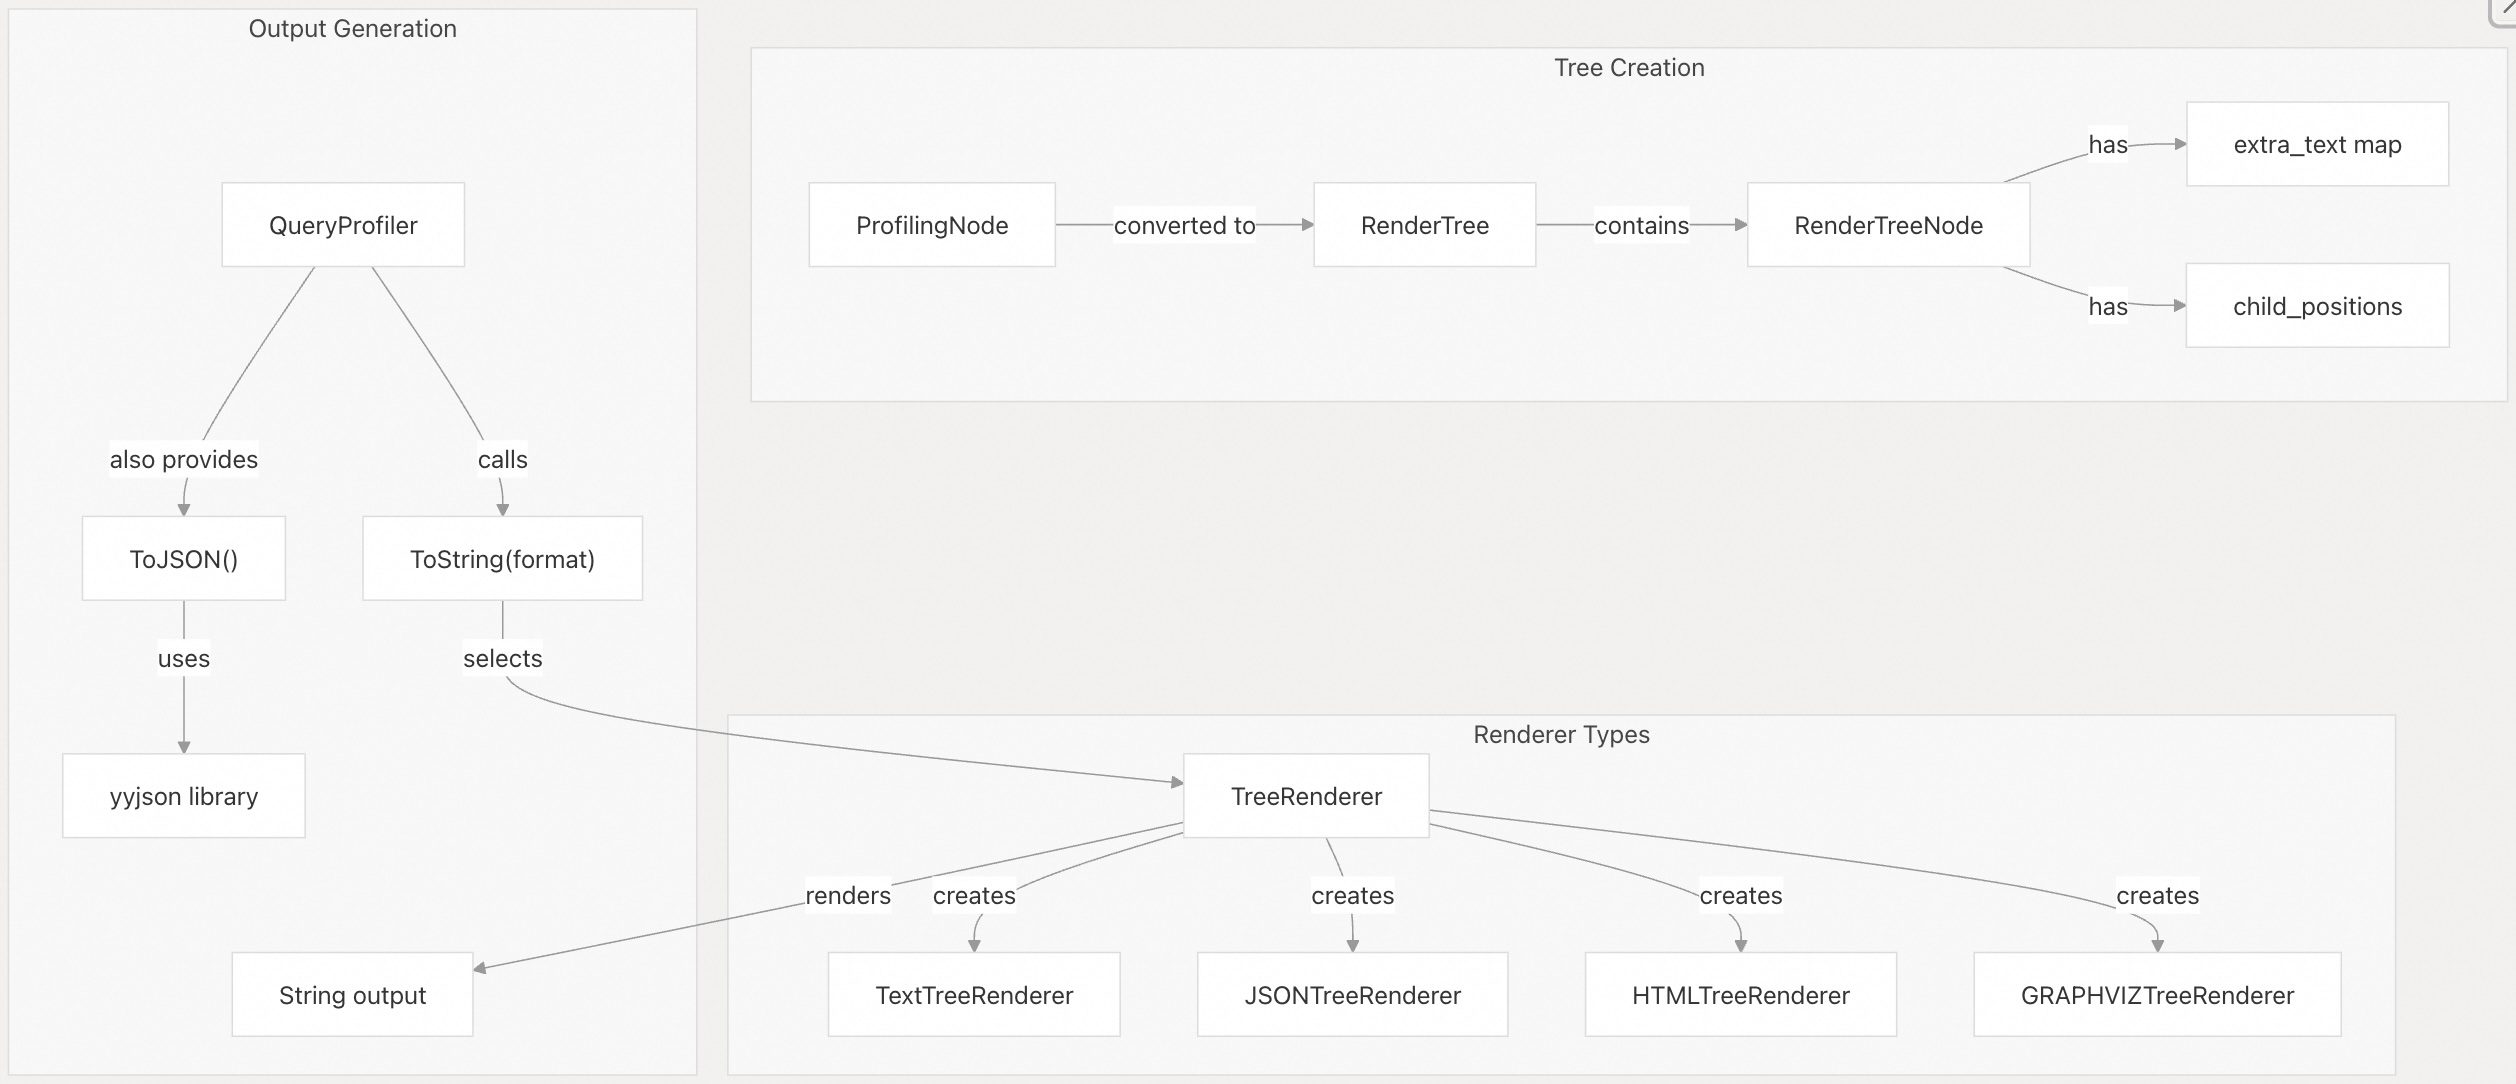 Output Generation
QueryProfiler
also provides
calls
ToJSON()
ToString(format)
uses
selects
yyjson library
String output
Tree Creation
ProfilingNode
converted to
RenderTree
contains
RenderTreeNode
has
extra_text map
has
child_positions
Renderer Types
TreeRenderer
renders
creates
creates
creates
creates
TextTreeRenderer
JSONTreeRenderer
HTMLTreeRenderer
GRAPHVIZTreeRenderer